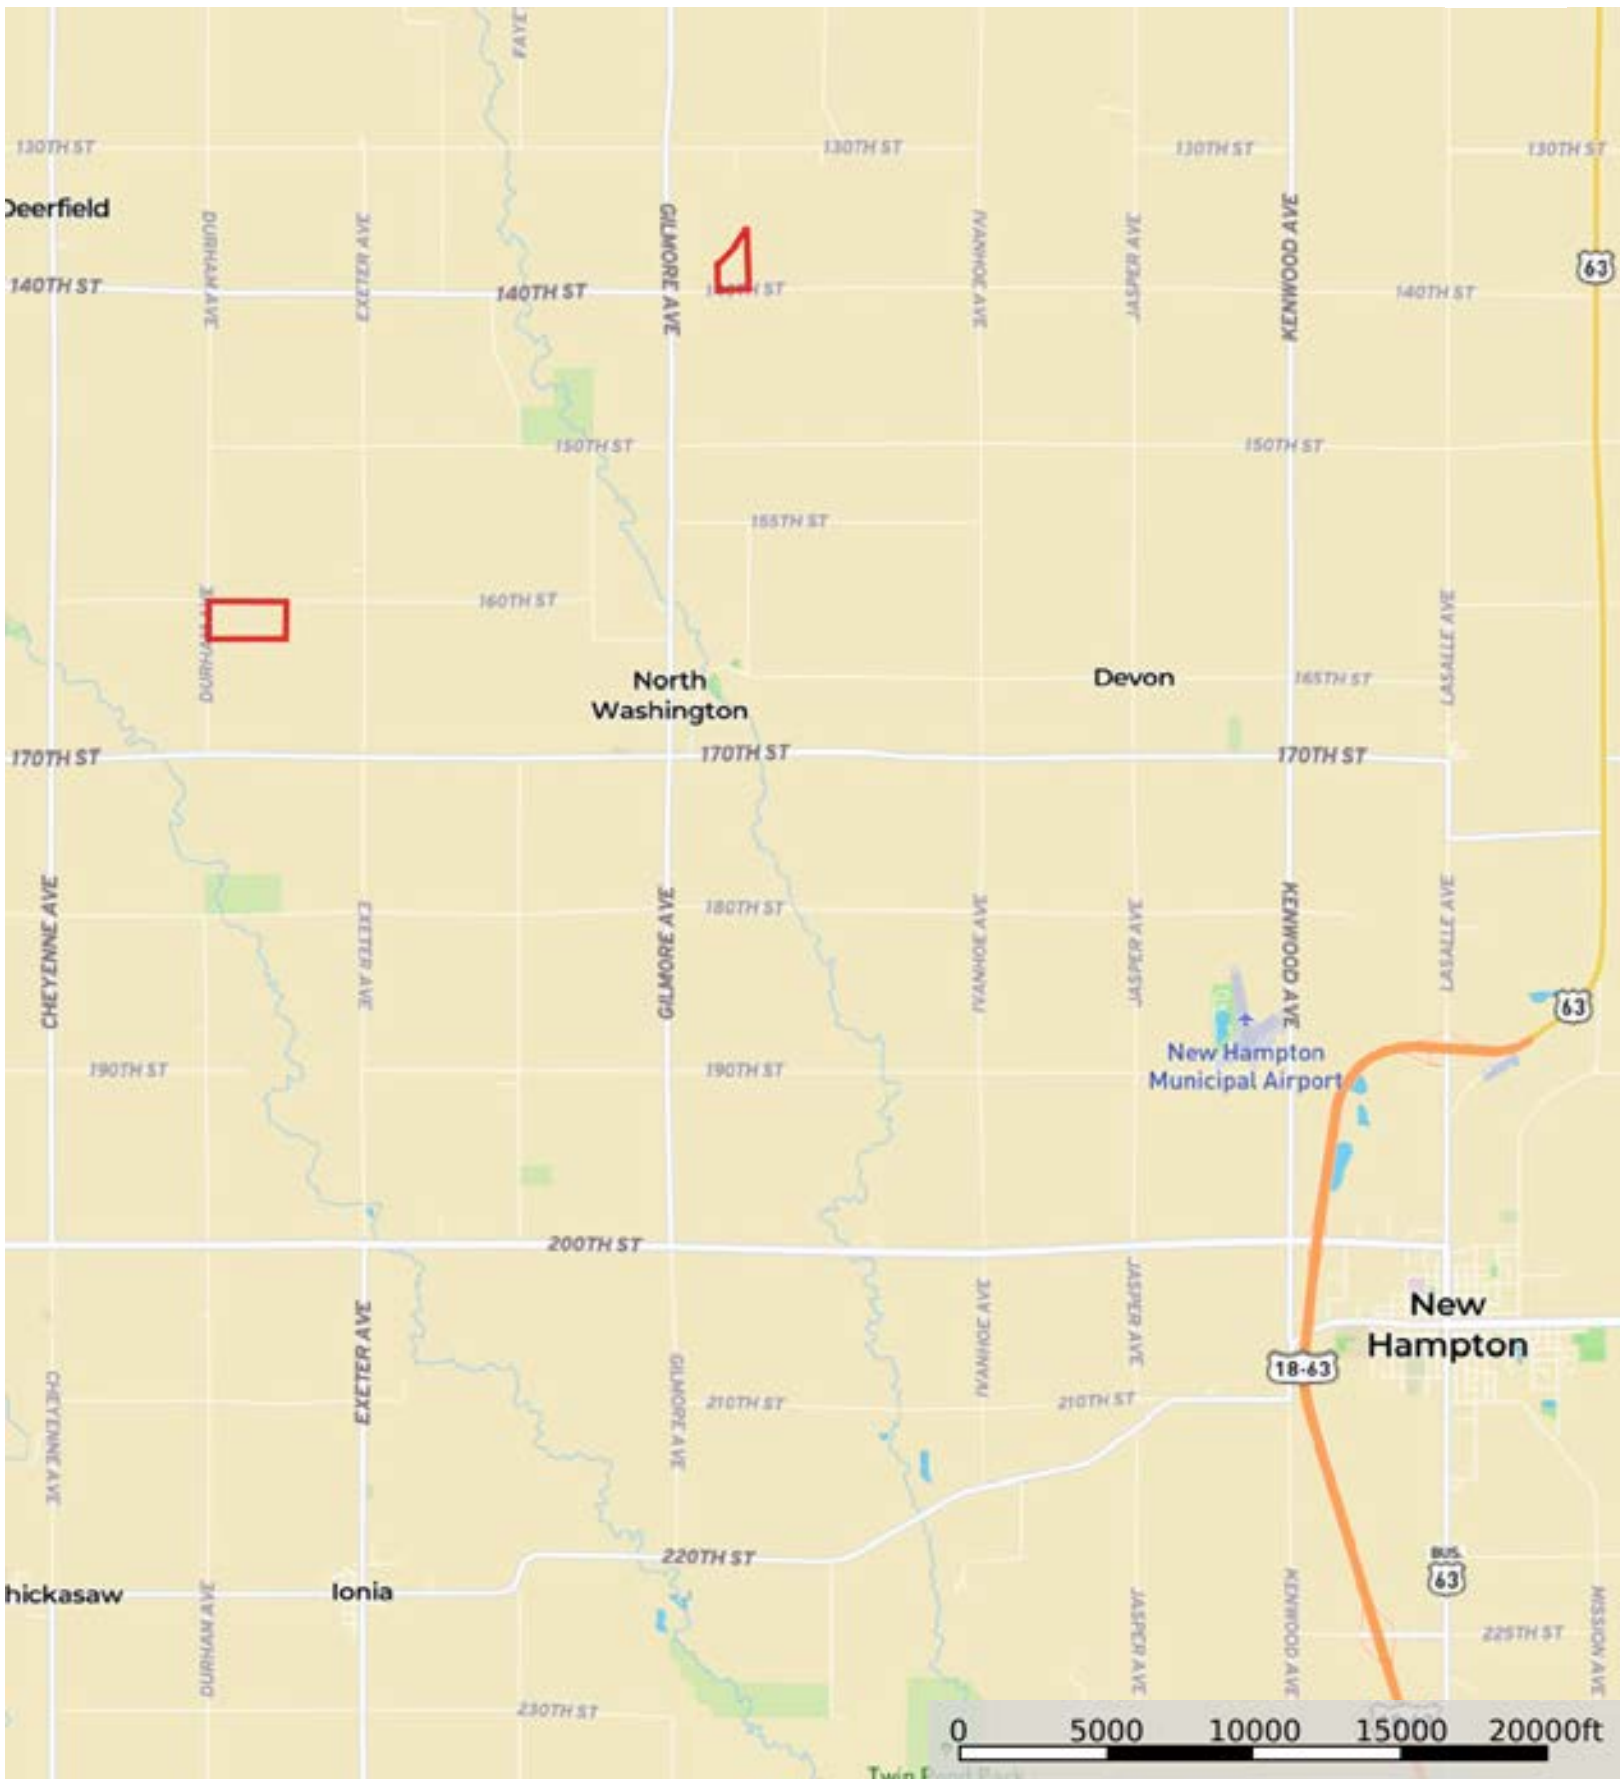 FAYE
130TH ST
130TH ST
130TH ST
130TH ST
Deerfield
DURHAM AVE
EXETER AVE
GILMORE AVE
IVANHOE AVE
JASPER AVE
KENWOOD AVE
63
140TH ST
140TH ST
140TH ST
150TH ST
150TH ST
155TH ST
160TH ST
LASALLE AVE
North
Washington
Devon
165TH ST
170TH ST
170TH ST
170TH ST
CHEYENNE AVE
EXETER AVE
GILMORE AVE
180TH ST
IVANHOE AVE
JASPER AVE
KENWOOD AVE
LASALLE AVE
63
New Hampton
Municipal Airport
190TH ST
190TH ST
200TH ST
EXETER AVE
IVANHOE AVE
JASPER AVE
New
Hampton
18-63
CHEYENNE AVE
GILMORE AVE
210TH ST
210TH ST
220TH ST
BUS.
63
hickasaw
Ionia
DURHAM AVE
JASPER AVE
KENWOOD AVE
225TH ST
MISSION AVE
230TH ST
0 5000 10000 15000 20000ft